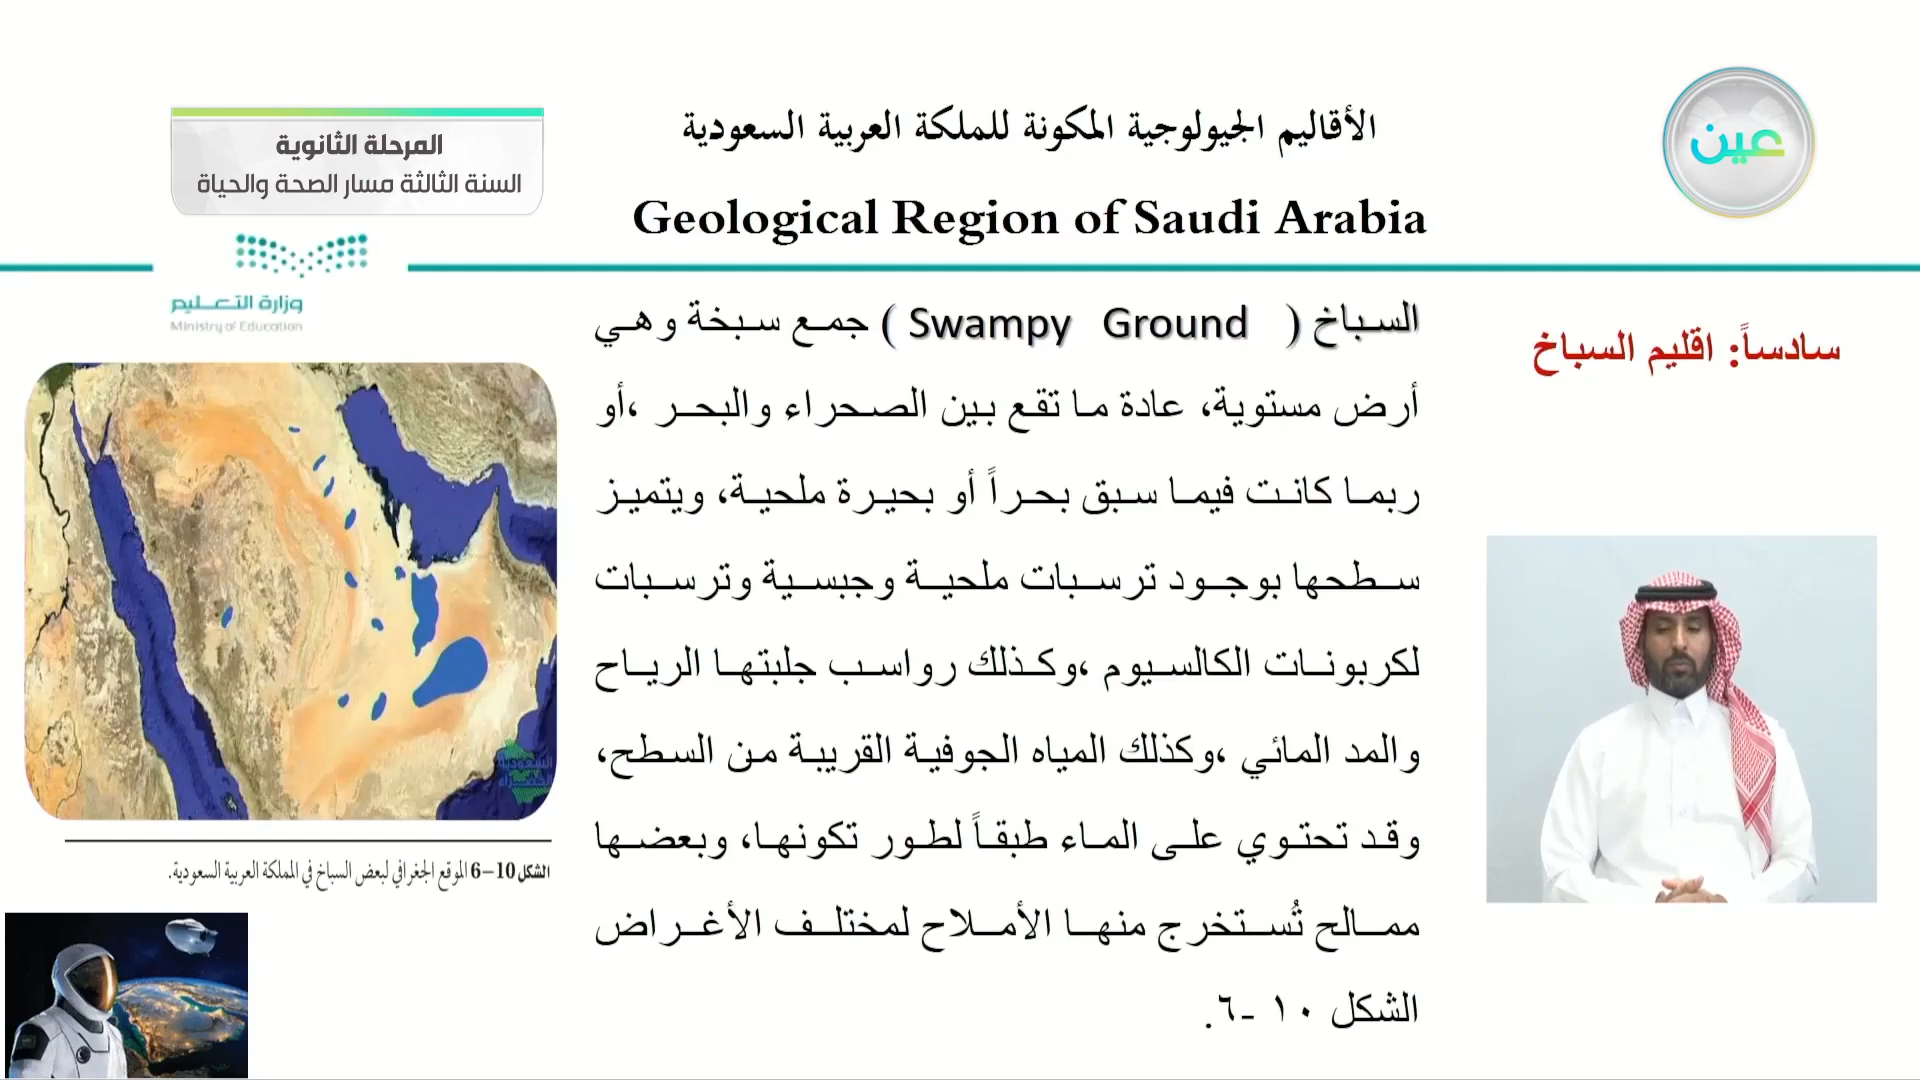 عين
الأقاليم الجيولوجية المكونة للملكة العربية السعودية
Geological Region of Saudi Arabia
المرحلة الثانوية
السنة الثالثة مسار الصحة والحياة
وزارة التعليم
Ministry of Education
سادساً: اقليم السباخ
السباخ ( Swampy Ground ) جمع سبخة وهي
أرض مستوية، عادة ما تقع بين الصحراء والبحر ،أو
ربما كانت فيما سبق بحراً أو بحيرة ملحية، ويتميز
سطحها بوجود ترسبات ملحية وجبسية وترسبات
لكربونات الكالسيوم ،وكذلك رواسب جلبتها الرياح
والمد المائي ،وكذلك المياه الجوفية القريبة من السطح،
وقد تحتوي على الماء طبقاً لطور تكونها، وبعضها
ممالح تُستخرج منها الأملاح لمختلف الأغراض
الشكل ١٠ -٦.
السعودية
الشكل 10–6 الموقع الجغرافي لبعض السباخ في المملكة العربية السعودية.